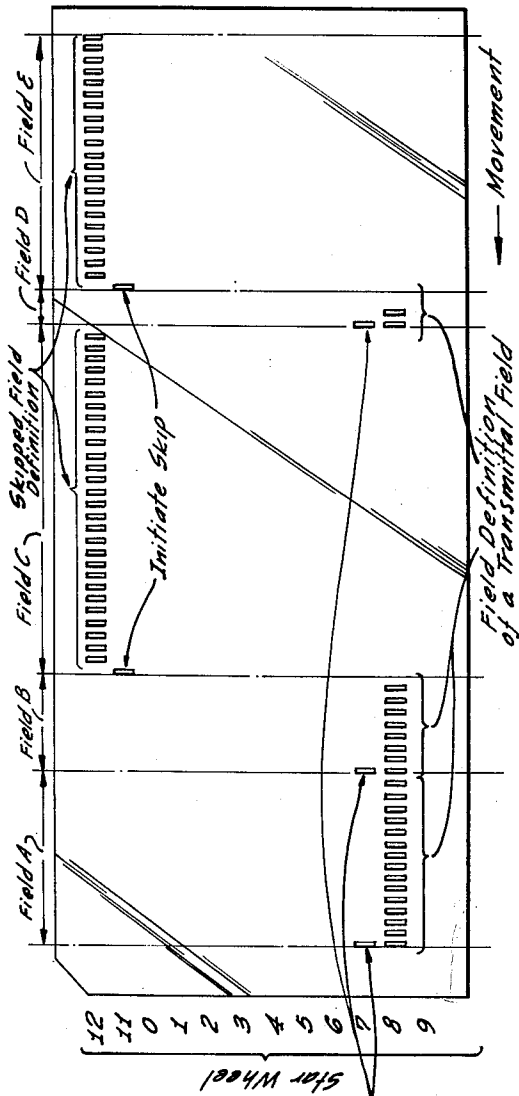 Field A
Field B
Field C
Skipped Field
Definition
Field D
Field E
Initiate Skip
Star Wheel
12
11
0
1
2
3
4
5
6
7
8
9
Field Definition
of a Transmittal Field
Movement